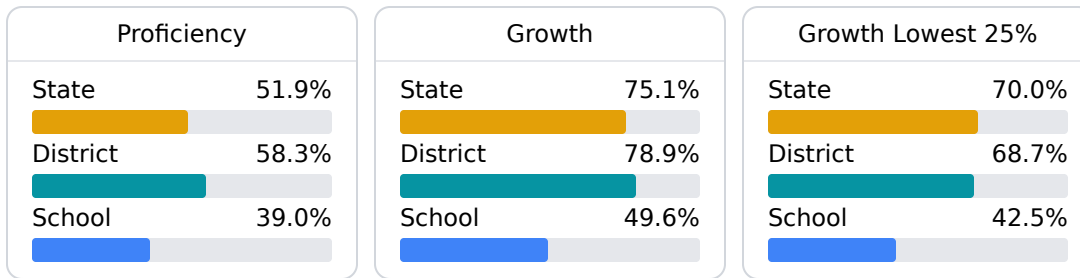 Proficiency
State 51.9%
District 58.3%
School 39.0%
Growth
State 75.1%
District 78.9%
School 49.6%
Growth Lowest 25%
State 70.0%
District 68.7%
School 42.5%